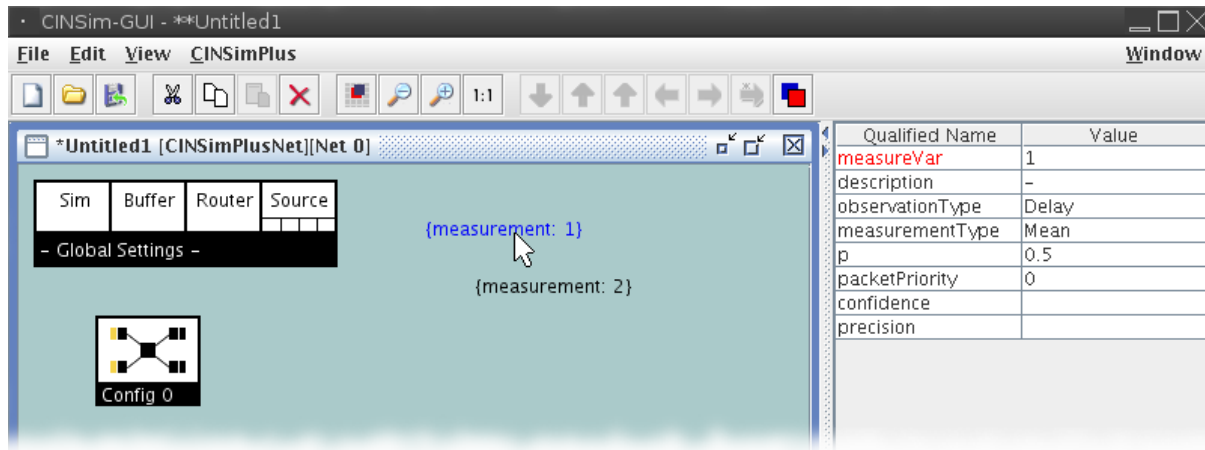 CINSim-GUI - **Untitled1
File Edit View CINSimPlus Window
1:1
*Untitled1 [CINSimPlusNet][Net 0]
Sim Buffer Router Source
– Global Settings –
{measurement: 1}
{measurement: 2}
Config 0
Qualified Name Value
measureVar 1
description –
observationType Delay
measurementType Mean
p 0.5
packetPriority 0
confidence
precision